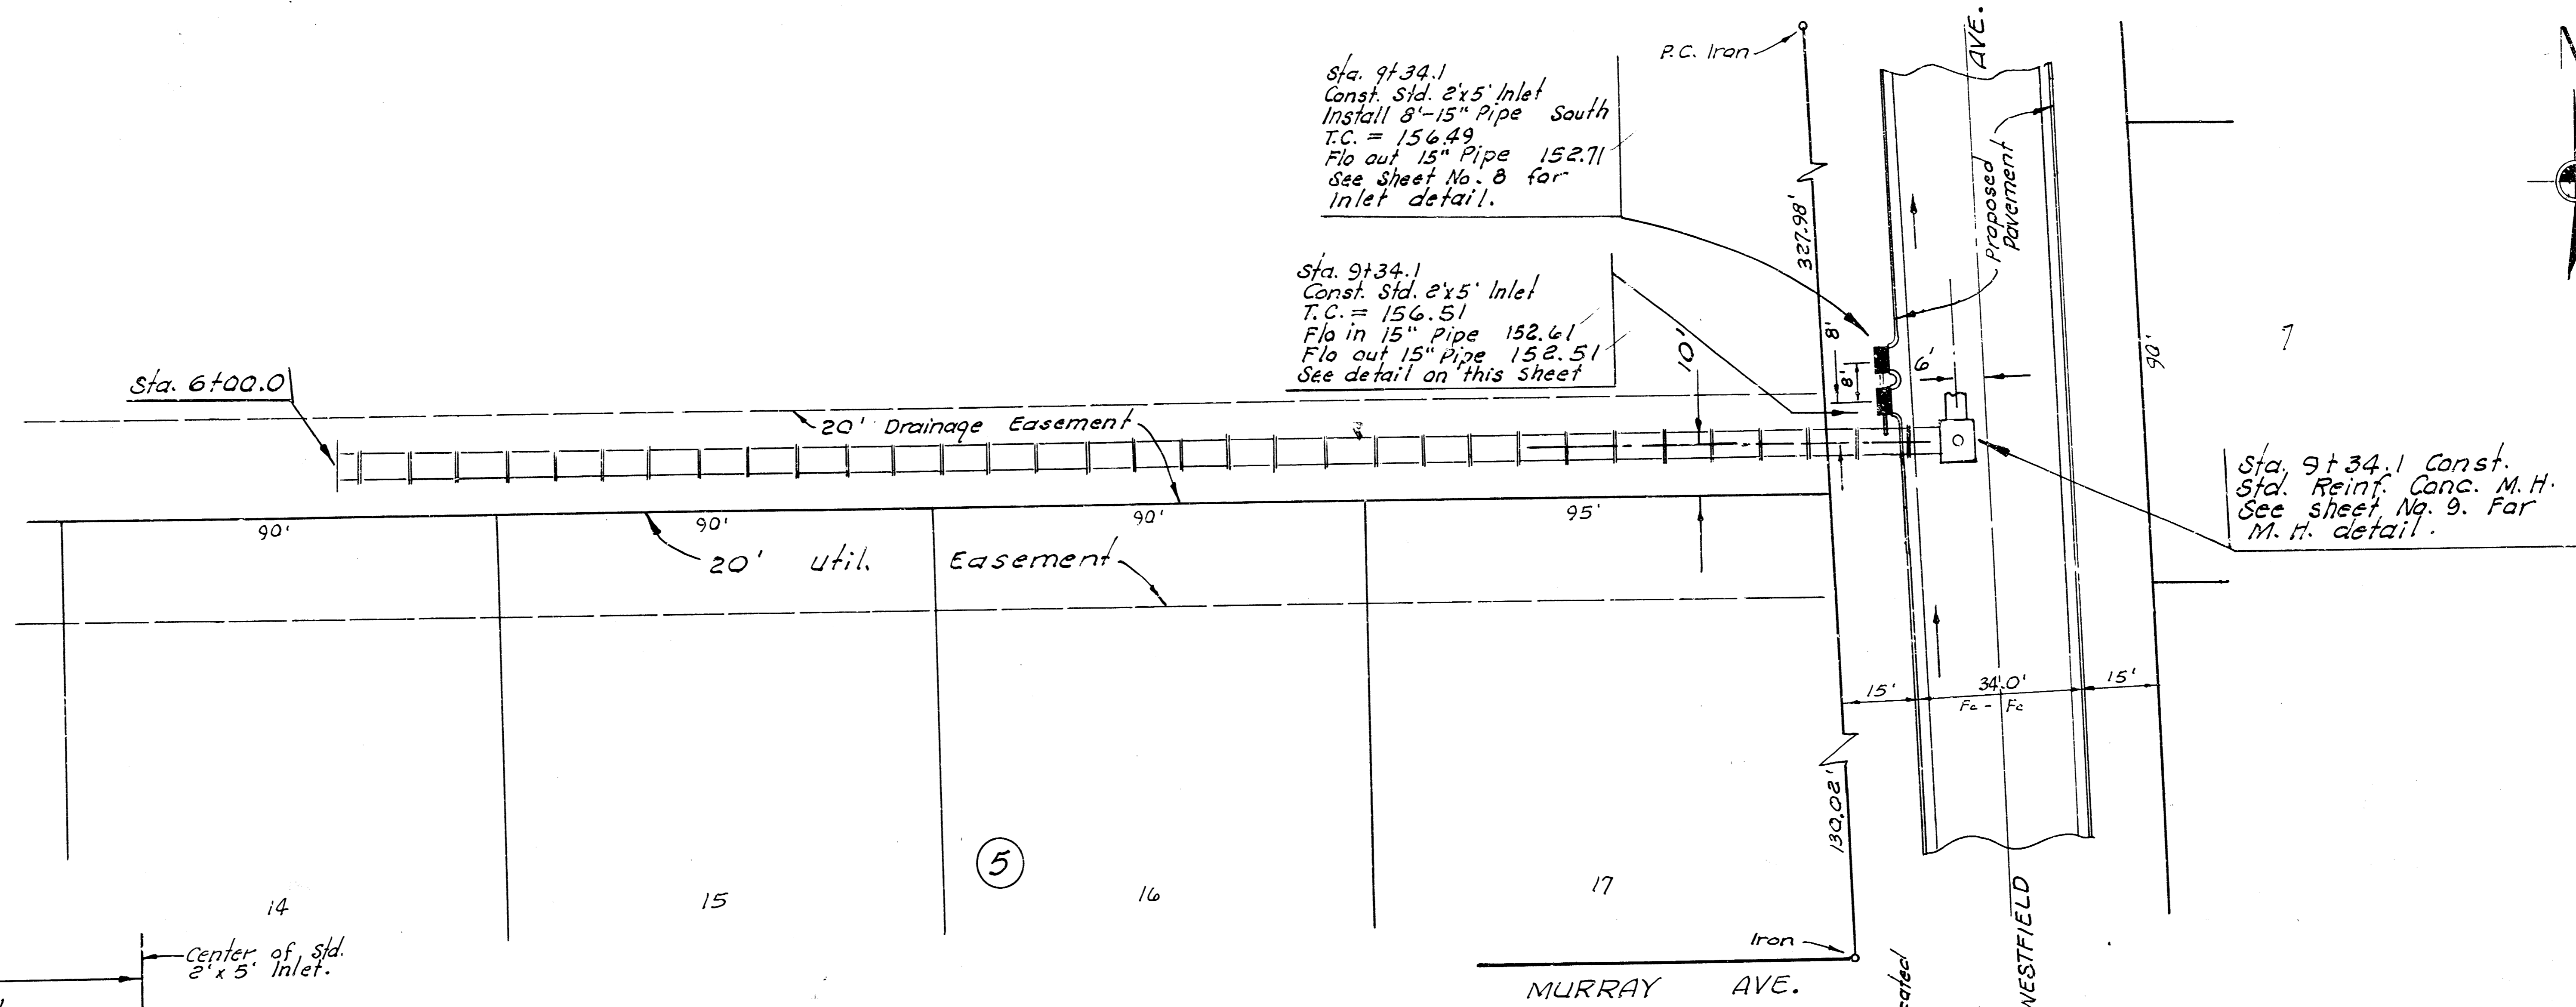 P.C. Iron
AVE.
Sta. 9+34.1
Const. Std. 2'x5' Inlet
Install 8'-15" Pipe South
T.C. = 156.49
Flo out 15" Pipe 152.71
See Sheet No. 8 for
Inlet detail.
327.98'
Proposed
Pavement
Sta. 9+34.1
Const. Std. 2'x5' Inlet
T.C. = 156.51
Flo in 15" Pipe 152.61
Flo out 15" Pipe 152.51
See detail on this sheet
10'
8'
8'
6'
90'
7
Sta. 6+00.0
20' Drainage Easement
Sta. 9+34.1 Const.
Std. Reinf. Conc. M.H.
See sheet No. 9. For
M.H. detail.
90'
90'
90'
95'
20' Util. Easement
15'
34.0'
15'
Fc - Fc
130.02'
5
14
15
16
17
Center of Std.
2'x5' Inlet.
Iron
MURRAY AVE.
WESTFIELD